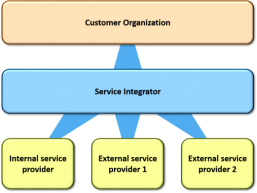 Customer Organization
Service Integrator
Internal service
provider
External service
provider 1
External service
provider 2